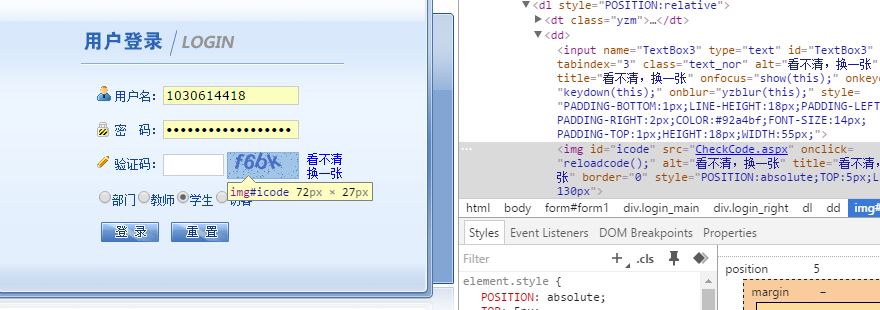 用户登录 LOGIN
用户名: 1030614418
密 码: ••••••••••••••••••
验证码: f6bk 看不清
换一张
img#icode 72px × 27px
部门 教师 学生 访客
登 录 重 置
<dl style="POSITION:relative">
<dt class="yzm">…</dt>
<dd>
<input name="TextBox3" type="text" id="TextBox3"
tabindex="3" class="text_nor" alt="看不清，换一张"
title="看不清，换一张" onfocus="show(this);" onkey
"keydown(this);" onblur="yzblur(this);" style=
"PADDING-BOTTOM:1px;LINE-HEIGHT:18px;PADDING-LEFT
PADDING-RIGHT:2px;COLOR:#92a4bf;FONT-SIZE:14px;
PADDING-TOP:1px;HEIGHT:18px;WIDTH:55px;">
<img id="icode" src="CheckCode.aspx" onclick=
"reloadcode();" alt="看不清，换一张" title="看不清，换一
张" border="0" style="POSITION:absolute;TOP:5px;L
130px">
html body form#form1 div.login_main div.login_right dl dd img#
Styles Event Listeners DOM Breakpoints Properties
Filter + .cls
position 5
element.style {
margin –
POSITION: absolute;
TOP: 5px;